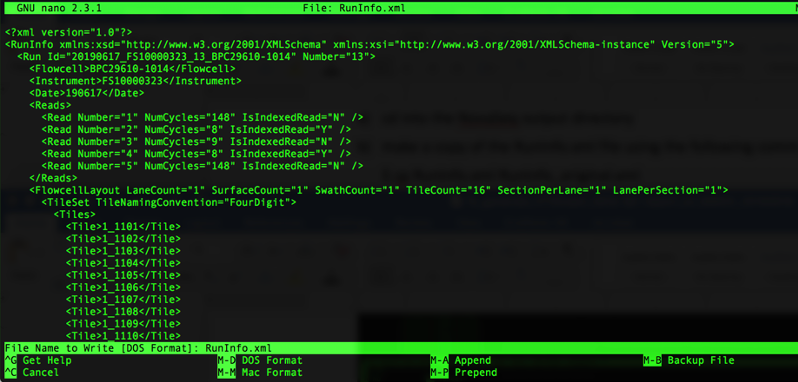 GNU nano 2.3.1 File: RunInfo.xml M
<?xml version="1.0"?>
<RunInfo xmlns:xsd="http://www.w3.org/2001/XMLSchema" xmlns:xsi="http://www.w3.org/2001/XMLSchema-instance" Version="5">
<Run Id="20190617_FS10000323_13_BPC29610-1014" Number="13">
<Flowcell>BPC29610-1014</Flowcell>
<Instrument>FS10000323</Instrument>
<Date>190617</Date>
<Reads>
<Read Number="1" NumCycles="148" IsIndexedRead="N" />
<Read Number="2" NumCycles="8" IsIndexedRead="Y" />
<Read Number="3" NumCycles="9" IsIndexedRead="N" />
<Read Number="4" NumCycles="8" IsIndexedRead="Y" />
<Read Number="5" NumCycles="148" IsIndexedRead="N" />
</Reads>
<FlowcellLayout LaneCount="1" SurfaceCount="1" SwathCount="1" TileCount="16" SectionPerLane="1" LanePerSection="1">
<TileSet TileNamingConvention="FourDigit">
<Tiles>
<Tile>1_1101</Tile>
<Tile>1_1102</Tile>
<Tile>1_1103</Tile>
<Tile>1_1104</Tile>
<Tile>1_1105</Tile>
<Tile>1_1106</Tile>
<Tile>1_1107</Tile>
<Tile>1_1108</Tile>
<Tile>1_1109</Tile>
<Tile>1_1110</Tile>
File Name to Write [DOS Format]: RunInfo.xml
^G Get Help M-D DOS Format M-A Append M-B Backup File
^C Cancel M-M Mac Format M-P Prepend